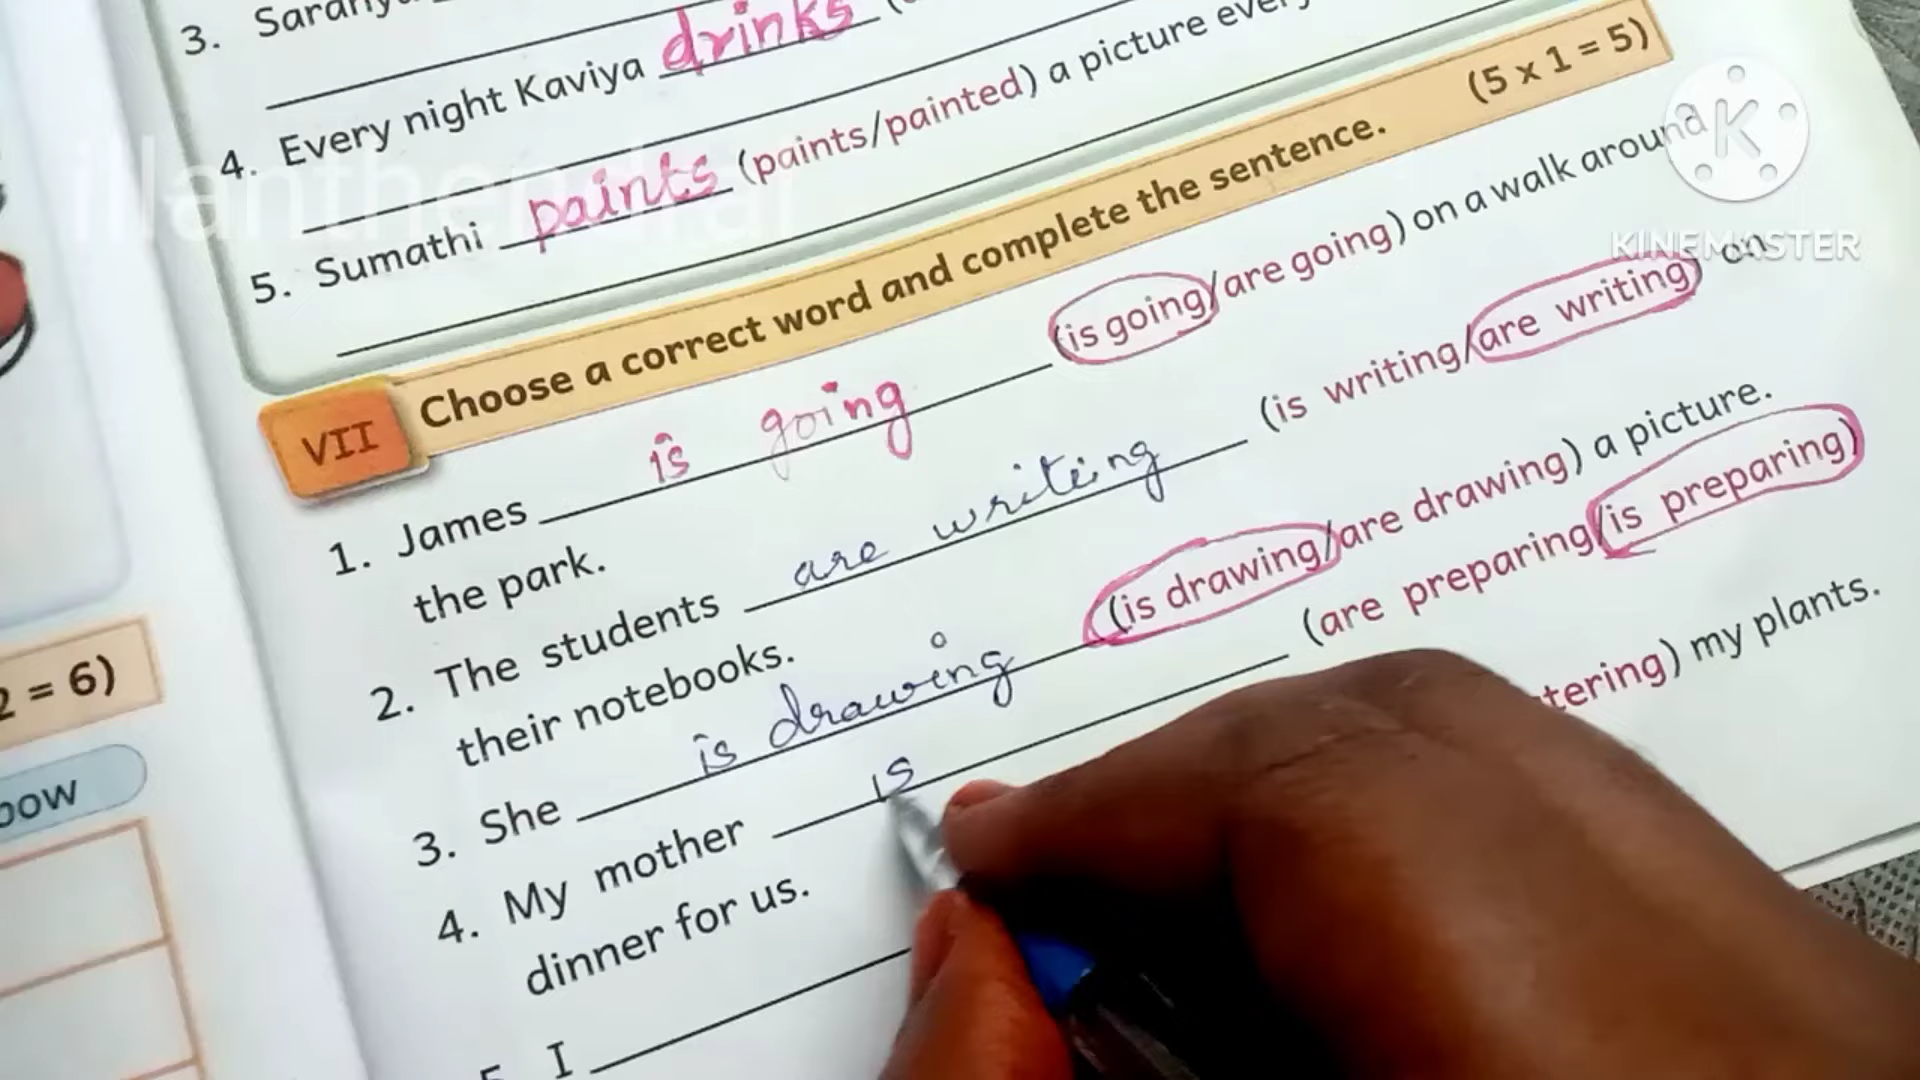 3. Saranya
4. Every night Kaviya drinks (
5. Sumathi paints (paints/painted) a picture every
VII Choose a correct word and complete the sentence. (5 x 1 = 5)
1. James is going (is going/are going) on a walk around
the park.
2. The students are writing (is writing/are writing) on
their notebooks.
3. She is drawing (is drawing/are drawing) a picture.
4. My mother is (are preparing/is preparing)
dinner for us.
I tering) my plants.
2 = 6)
illanthendral
K
KINEMASTER